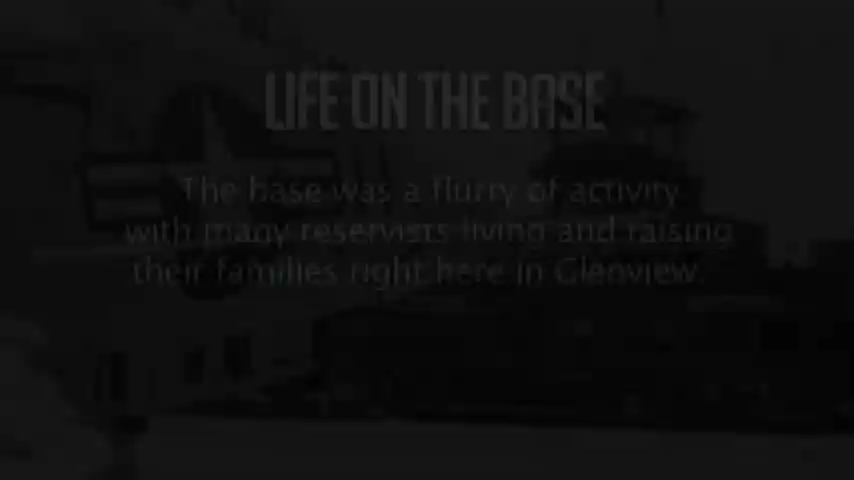 LIFE ON THE BASE
The base was a flurry of activity
with many reservists living and raising
their families right here in Glenview.